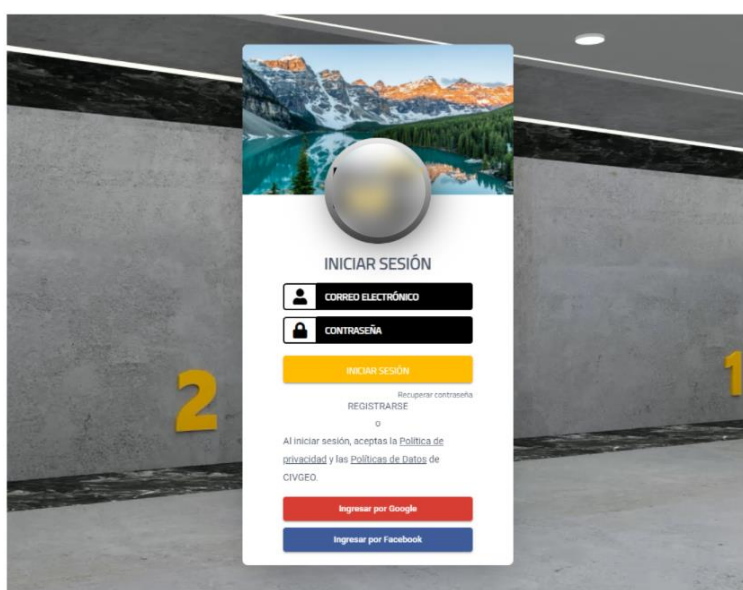 INICIAR SESIÓN
CORREO ELECTRÓNICO
CONTRASEÑA
INICIAR SESIÓN
Recuperar contraseña
REGISTRARSE
o
Al iniciar sesión, aceptas la Política de
privacidad y las Políticas de Datos de
CIVGEO.
Ingresar por Google
Ingresar por Facebook
2
1